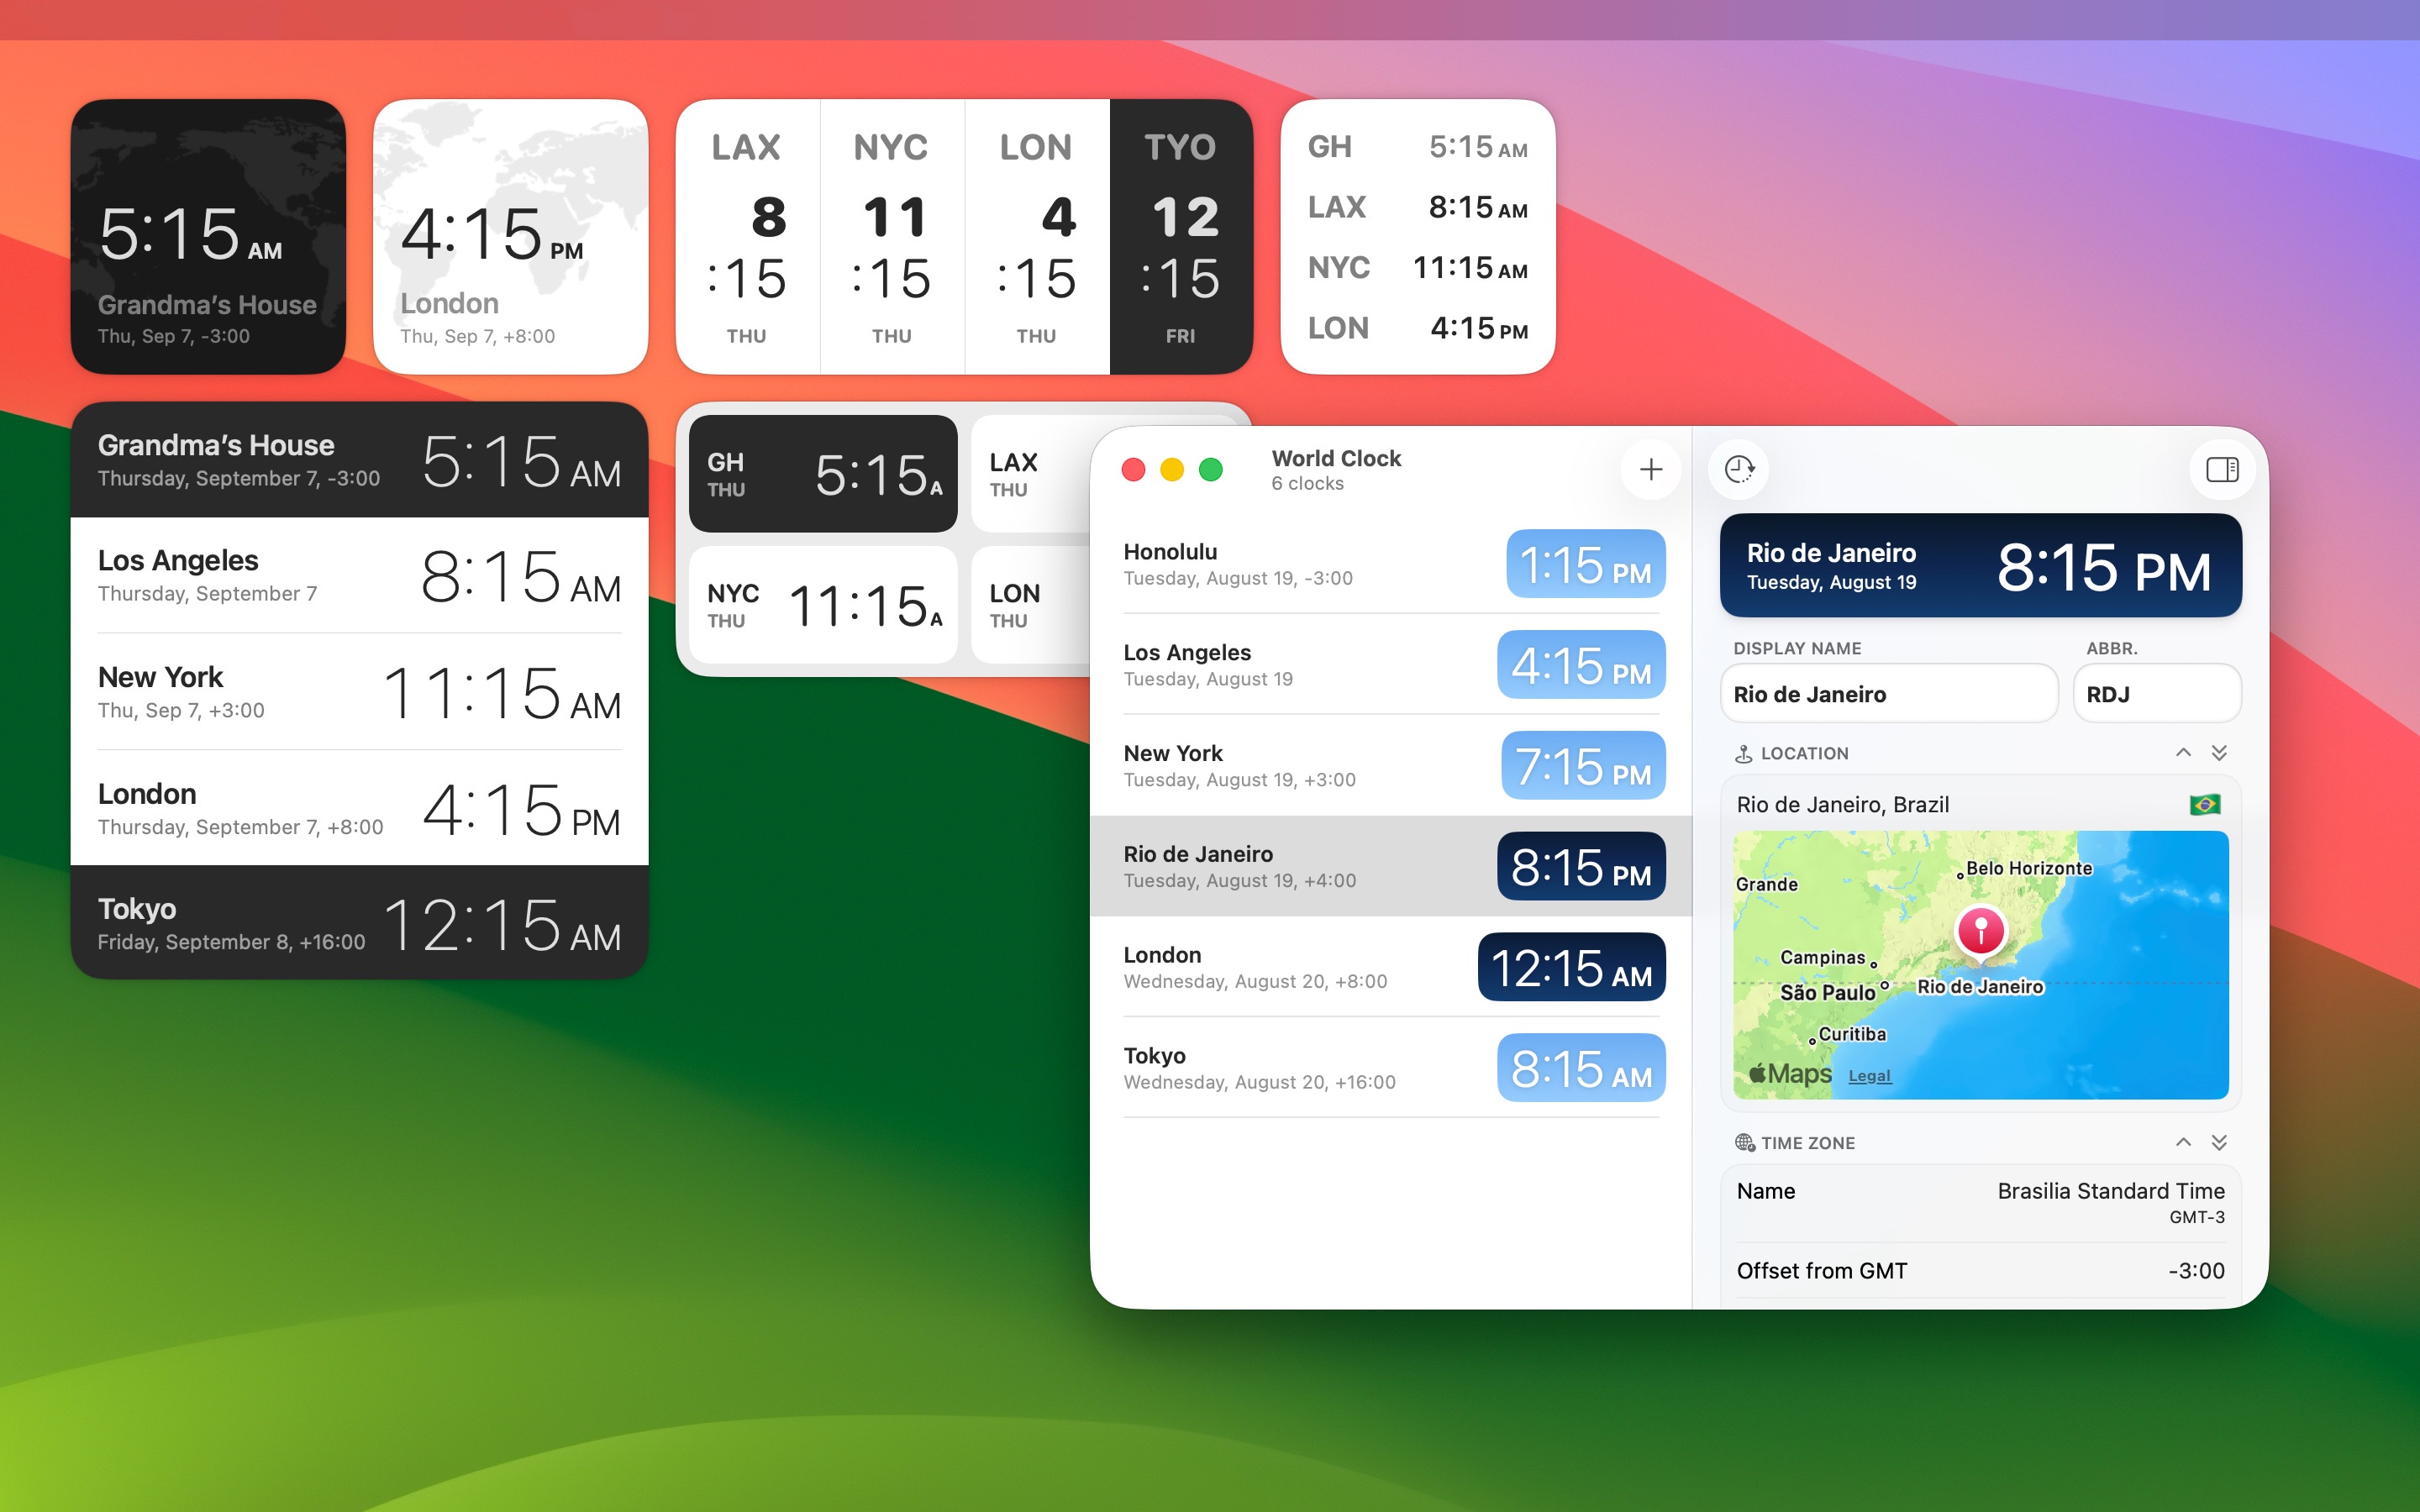 5:15 AM
Grandma’s House
Thu, Sep 7, -3:00
4:15 PM
London
Thu, Sep 7, +8:00
LAX
8
:15
THU
NYC
11
:15
THU
LON
4
:15
THU
TYO
12
:15
FRI
GH 5:15 AM
LAX 8:15 AM
NYC 11:15 AM
LON 4:15 PM
Grandma’s House 5:15 AM
Thursday, September 7, -3:00
Los Angeles 8:15 AM
Thursday, September 7
New York 11:15 AM
Thu, Sep 7, +3:00
London 4:15 PM
Thursday, September 7, +8:00
Tokyo 12:15 AM
Friday, September 8, +16:00
GH 5:15 A
THU
LAX
THU
NYC 11:15 A
THU
LON
THU
World Clock
6 clocks
Honolulu 1:15 PM
Tuesday, August 19, -3:00
Los Angeles 4:15 PM
Tuesday, August 19
New York 7:15 PM
Tuesday, August 19, +3:00
Rio de Janeiro 8:15 PM
Tuesday, August 19, +4:00
London 12:15 AM
Wednesday, August 20, +8:00
Tokyo 8:15 AM
Wednesday, August 20, +16:00
Rio de Janeiro 8:15 PM
Tuesday, August 19
DISPLAY NAME ABBR.
Rio de Janeiro RDJ
LOCATION
Rio de Janeiro, Brazil
Belo Horizonte
Grande
Campinas
São Paulo
Rio de Janeiro
Curitiba
Maps Legal
TIME ZONE
Name Brasilia Standard Time
GMT-3
Offset from GMT -3:00